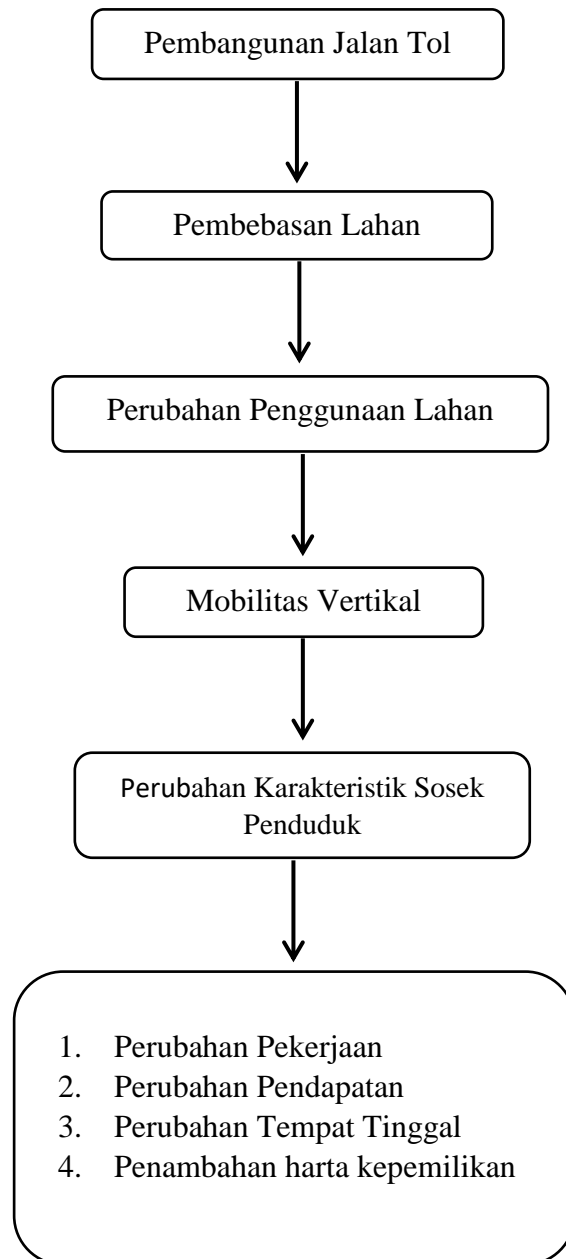 Pembangunan Jalan Tol
Pembebasan Lahan
Perubahan Penggunaan Lahan
Mobilitas Vertikal
Perubahan Karakteristik Sosek
Penduduk
1. Perubahan Pekerjaan
2. Perubahan Pendapatan
3. Perubahan Tempat Tinggal
4. Penambahan harta kepemilikan